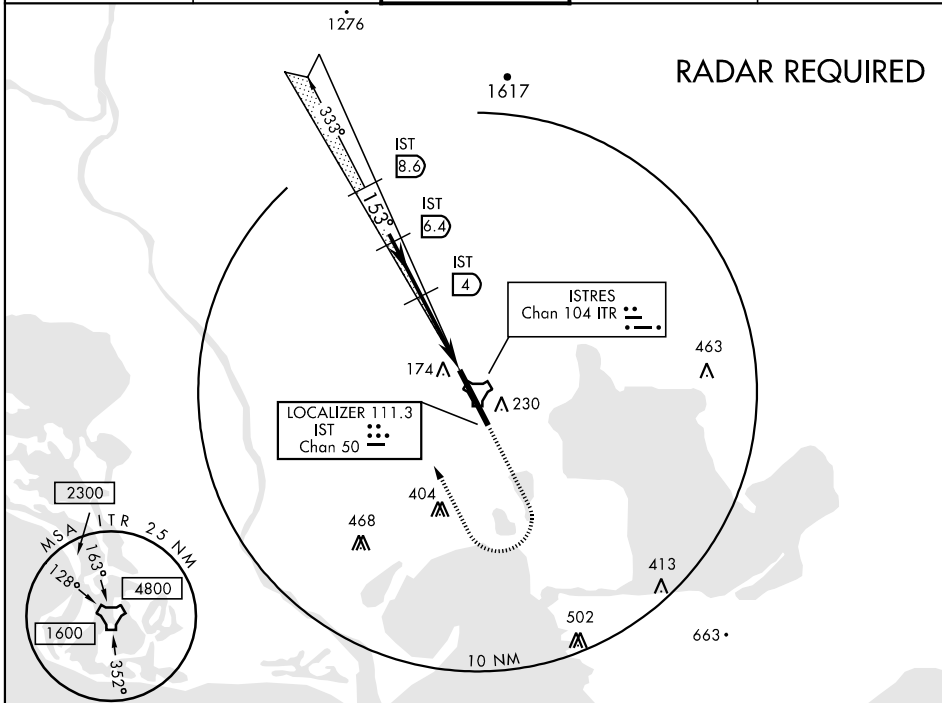 1276
RADAR REQUIRED
1617
333°
IST
8.6
153°
IST
6.4
IST
4
ISTRES
Chan 104 ITR
463
174
230
LOCALIZER 111.3
IST
Chan 50
2300
404
468
MSA ITR 25 NM
163°
128°
4800
1600
352°
413
502
663
10 NM